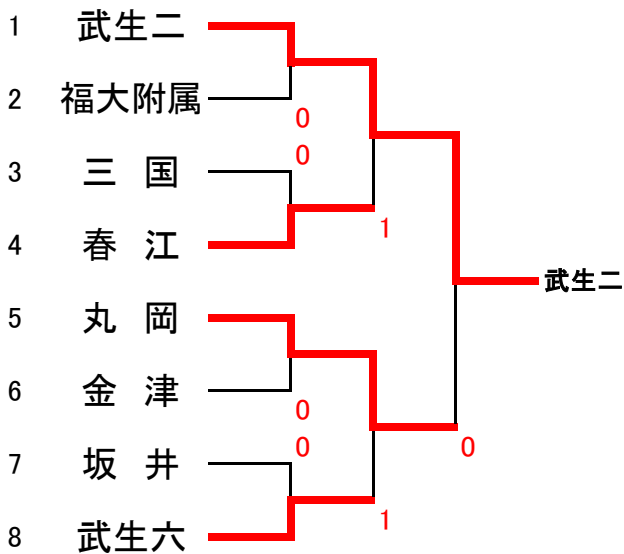 1 武生二
2 福大附属
0
0
3 三 国
4 春 江
1
武生二
5 丸 岡
6 金 津
0
0
0
7 坂 井
1
8 武生六